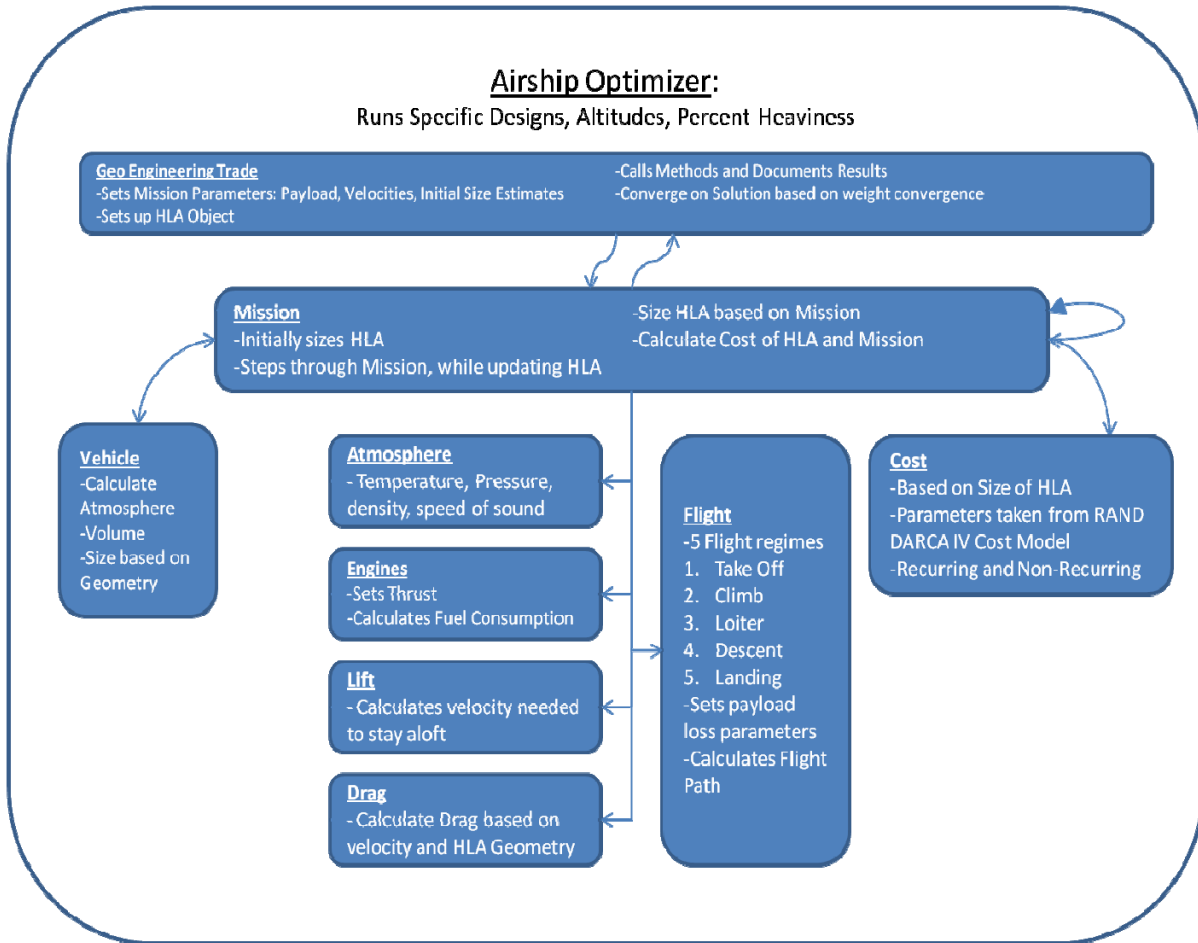 Airship Optimizer:
Runs Specific Designs, Altitudes, Percent Heaviness
Geo Engineering Trade
-Sets Mission Parameters: Payload, Velocities, Initial Size Estimates
-Sets up HLA Object
-Calls Methods and Documents Results
-Converge on Solution based on weight convergence
Mission
-Initially sizes HLA
-Steps through Mission, while updating HLA
-Size HLA based on Mission
-Calculate Cost of HLA and Mission
Vehicle
-Calculate
Atmosphere
-Volume
-Size based on
Geometry
Atmosphere
- Temperature, Pressure,
density, speed of sound
Engines
-Sets Thrust
-Calculates Fuel Consumption
Lift
- Calculates velocity needed
to stay aloft
Drag
- Calculate Drag based on
velocity and HLA Geometry
Flight
-5 Flight regimes
1. Take Off
2. Climb
3. Loiter
4. Descent
5. Landing
-Sets payload
loss parameters
-Calculates Flight
Path
Cost
-Based on Size of HLA
-Parameters taken from RAND
DARCA IV Cost Model
-Recurring and Non-Recurring